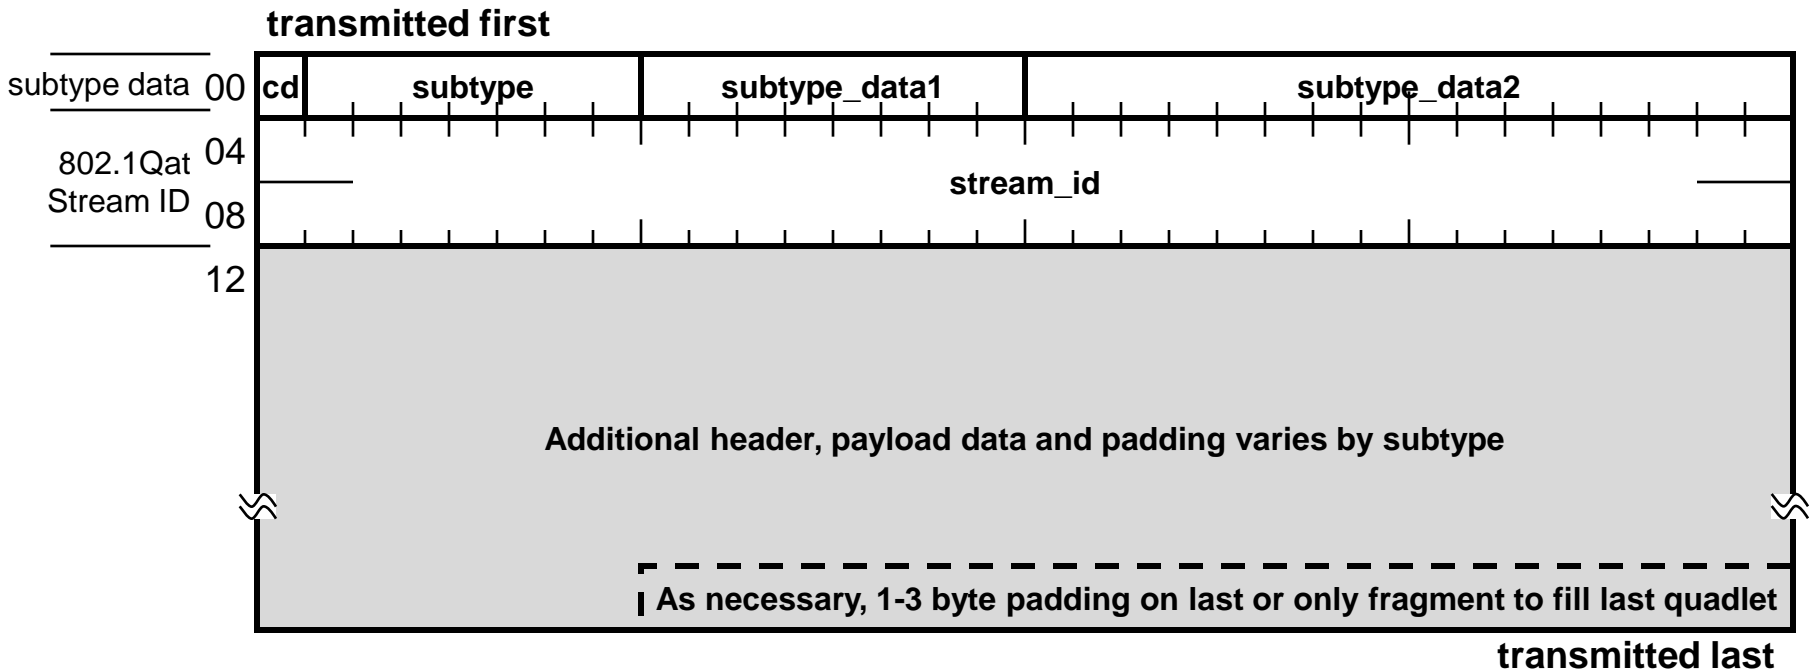 transmitted first
subtype data 00 cd subtype subtype_data1 subtype_data2
802.1Qat
Stream ID
04
08
stream_id
12
Additional header, payload data and padding varies by subtype
As necessary, 1-3 byte padding on last or only fragment to fill last quadlet
transmitted last